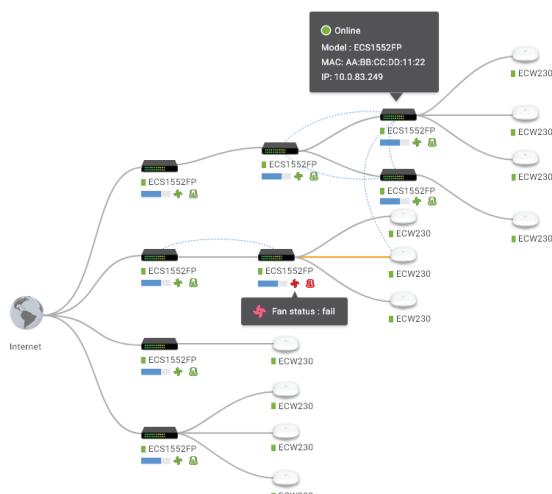 Online
Model : ECS1552FP
MAC: AA:BB:CC:DD:11:22
IP: 10.0.83.249
ECW230
ECW230
ECS1552FP
ECS1552FP
ECW230
ECS1552FP
ECS1552FP
ECW230
ECW230
ECS1552FP
ECS1552FP
ECW230
Fan status : fail
ECW230
Internet
ECS1552FP
ECW230
ECW230
ECS1552FP
ECW230
ECW230